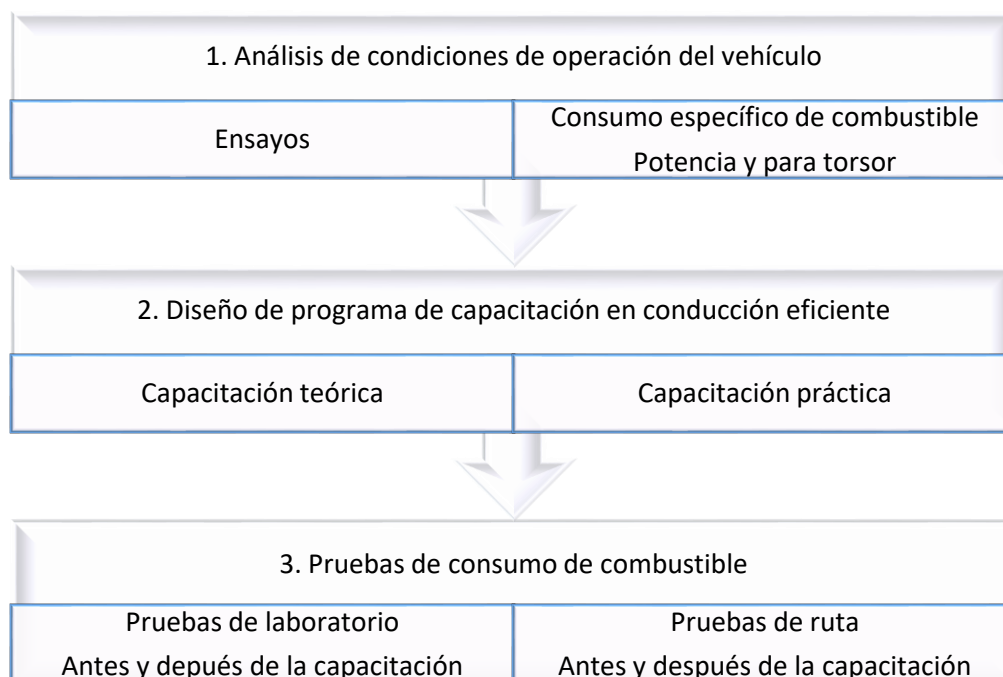 1. Análisis de condiciones de operación del vehículo
Ensayos
Consumo específico de combustible
Potencia y para torsor
2. Diseño de programa de capacitación en conducción eficiente
Capacitación teórica
Capacitación práctica
3. Pruebas de consumo de combustible
Pruebas de laboratorio
Antes y depués de la capacitación
Pruebas de ruta
Antes y después de la capacitación